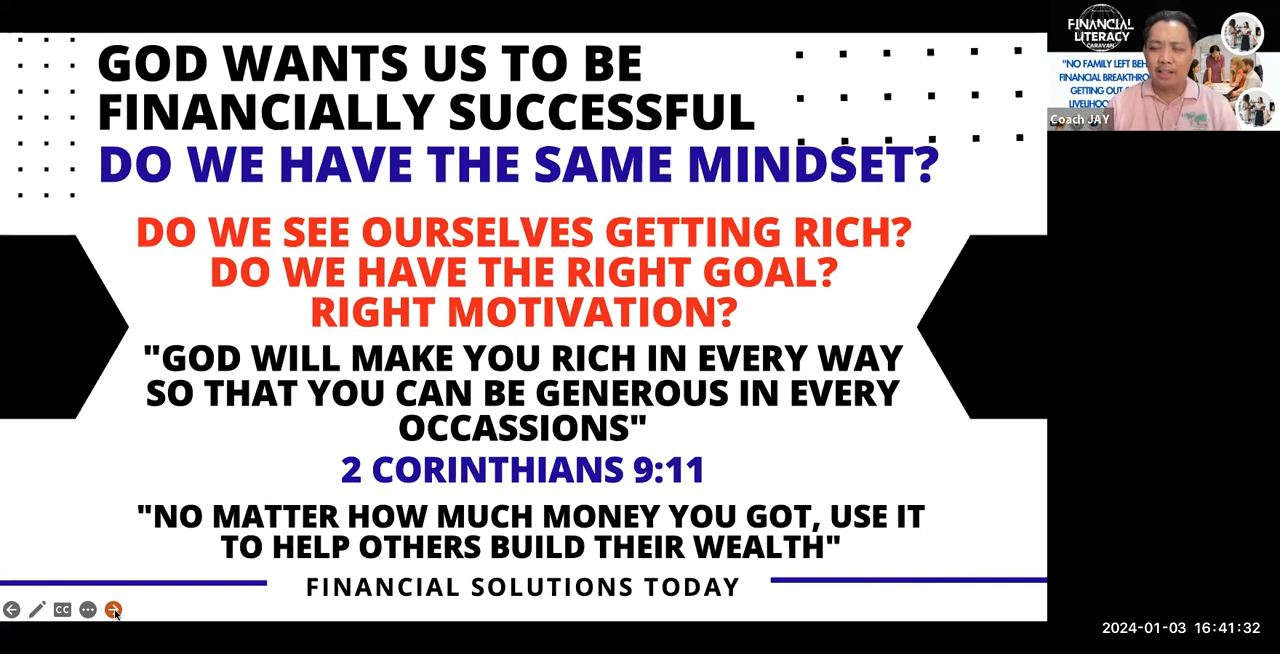 GOD WANTS US TO BE
FINANCIALLY SUCCESSFUL
DO WE HAVE THE SAME MINDSET?
DO WE SEE OURSELVES GETTING RICH?
DO WE HAVE THE RIGHT GOAL?
RIGHT MOTIVATION?
"GOD WILL MAKE YOU RICH IN EVERY WAY
SO THAT YOU CAN BE GENEROUS IN EVERY
OCCASSIONS"
2 CORINTHIANS 9:11
"NO MATTER HOW MUCH MONEY YOU GOT, USE IT
TO HELP OTHERS BUILD THEIR WEALTH"
FINANCIAL SOLUTIONS TODAY
CC
FINANCIAL
LITERACY
CARAVAN
"NO FAMILY LEFT
FINANCIAL
GETTING OUT
Coach JAY
2024-01-03 16:41:32